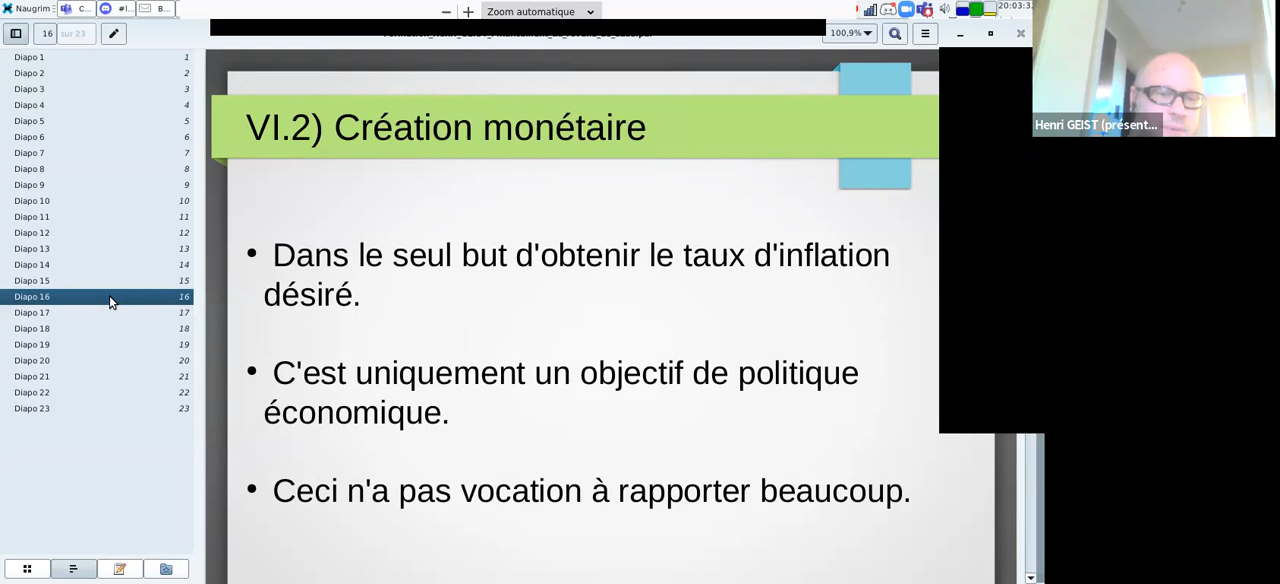 Naugrim
C...
#I...
B...
Zoom automatique
20:03:3
16 sur 23
100,9%
Diapo 1 1
Diapo 2 2
Diapo 3 3
Diapo 4 4
Diapo 5 5
Diapo 6 6
Diapo 7 7
Diapo 8 8
Diapo 9 9
Diapo 10 10
Diapo 11 11
Diapo 12 12
Diapo 13 13
Diapo 14 14
Diapo 15 15
Diapo 16 16
Diapo 17 17
Diapo 18 18
Diapo 19 19
Diapo 20 20
Diapo 21 21
Diapo 22 22
Diapo 23 23
VI.2) Création monétaire
• Dans le seul but d'obtenir le taux d'inflation
désiré.
• C'est uniquement un objectif de politique
économique.
• Ceci n'a pas vocation à rapporter beaucoup.
Henri GEIST (présent...